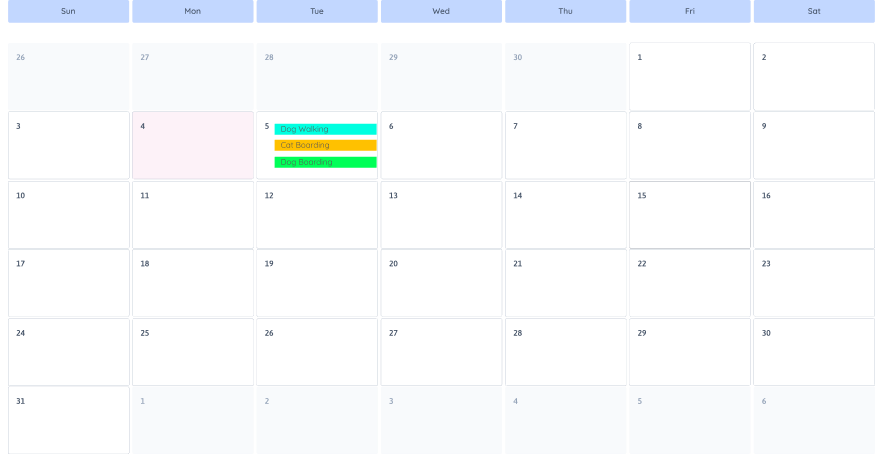 Sun Mon Tue Wed Thu Fri Sat
26 27 28 29 30 1 2
3 4 5 6 7 8 9
Dog Walking
Cat Boarding
Dog Boarding
10 11 12 13 14 15 16
17 18 19 20 21 22 23
24 25 26 27 28 29 30
31 1 2 3 4 5 6